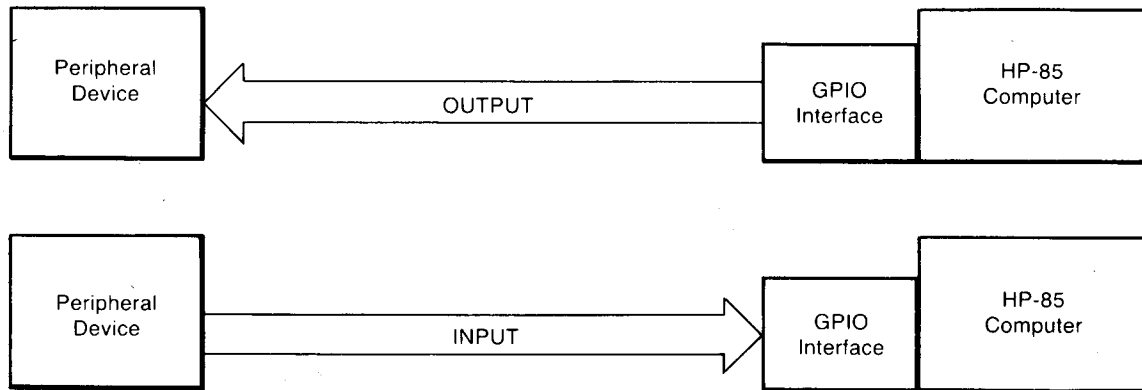 Peripheral
Device
OUTPUT
GPIO
Interface
HP-85
Computer
Peripheral
Device
INPUT
GPIO
Interface
HP-85
Computer